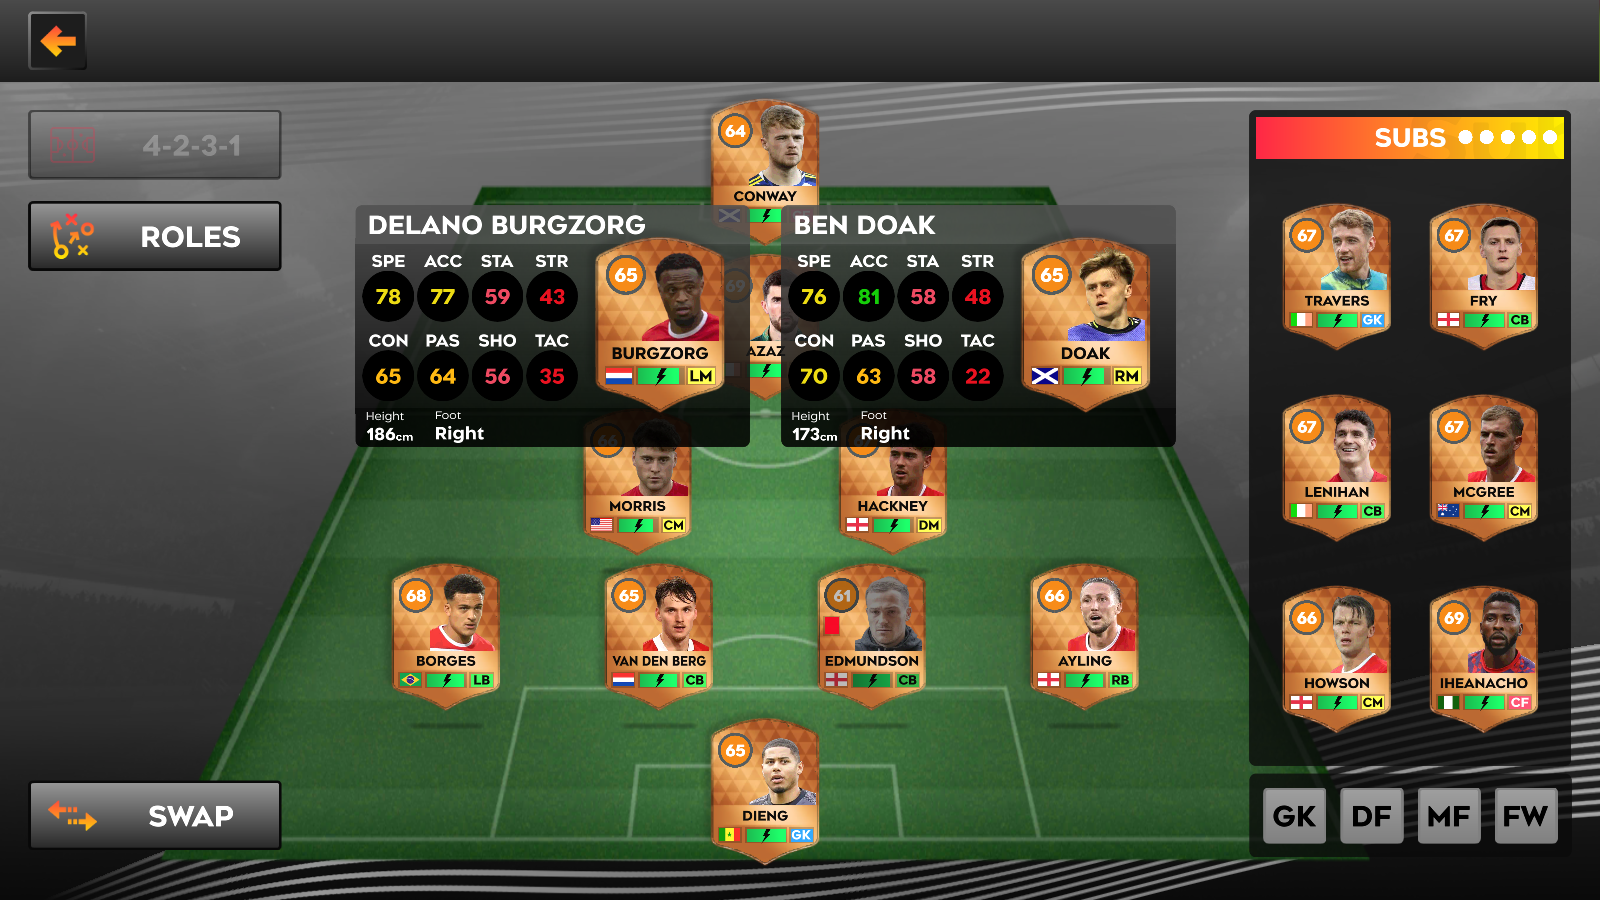 4-2-3-1
ROLES
SWAP
64
CONWAY
DELANO BURGZORG
SPE ACC STA STR
78 77 59 43
CON PAS SHO TAC
65 64 56 35
Height Foot
186cm Right
65
BURGZORG
LM
69
AZAZ
BEN DOAK
SPE ACC STA STR
76 81 58 48
CON PAS SHO TAC
70 63 58 22
Height Foot
173cm Right
65
DOAK
RM
66
MORRIS
CM
HACKNEY
DM
68
BORGES
LB
65
VAN DEN BERG
CB
61
EDMUNDSON
CB
66
AYLING
RB
65
DIENG
GK
SUBS
67
TRAVERS
GK
67
FRY
CB
67
LENIHAN
CB
67
MCGREE
CM
66
HOWSON
CM
69
IHEANACHO
CF
GK DF MF FW